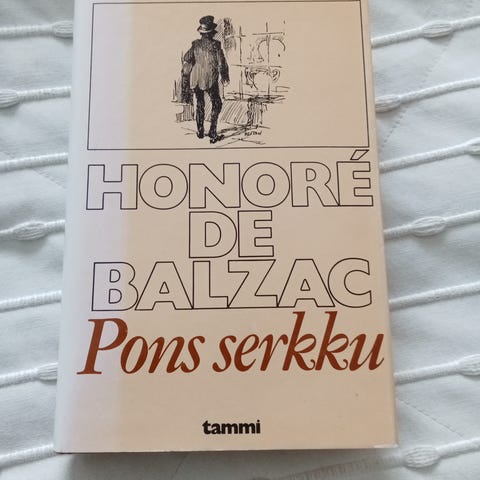 HONORÉ
DE
BALZAC
Pons serkku
tammi